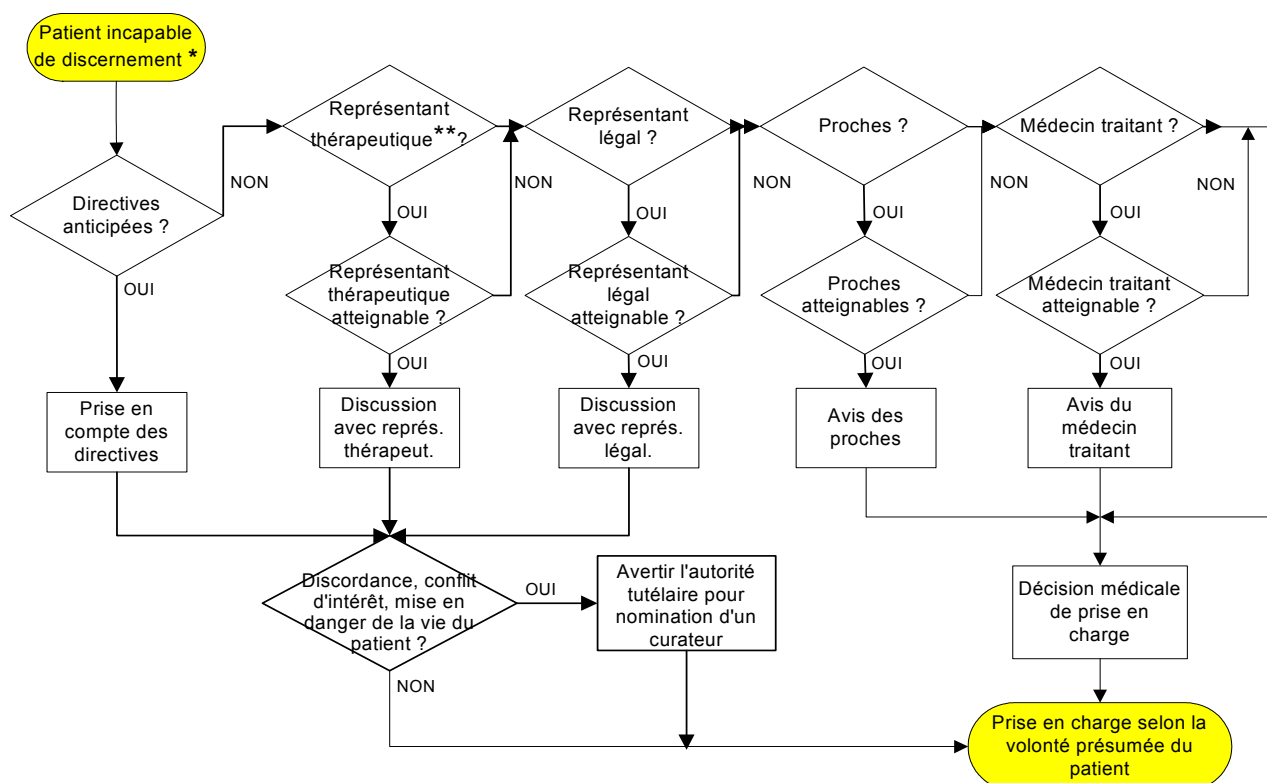 Patient incapable
de discernement *
Directives
anticipées ?
NON
OUI
Prise en
compte des
directives
Représentant
thérapeutique**?
NON
OUI
Représentant
thérapeutique
atteignable ?
OUI
Discussion
avec représ.
thérapeut.
Représentant
légal ?
NON
OUI
Représentant
légal
atteignable ?
OUI
Discussion
avec représ.
légal.
Proches ?
NON
OUI
Proches
atteignables ?
OUI
Avis des
proches
Médecin traitant ?
NON
OUI
Médecin traitant
atteignable ?
OUI
Avis du
médecin
traitant
Discordance, conflit
d'intérêt, mise en
danger de la vie du
patient ?
OUI
NON
Avertir l'autorité
tutélaire pour
nomination d'un
curateur
Décision médicale
de prise en
charge
Prise en charge selon la
volonté présumée du
patient